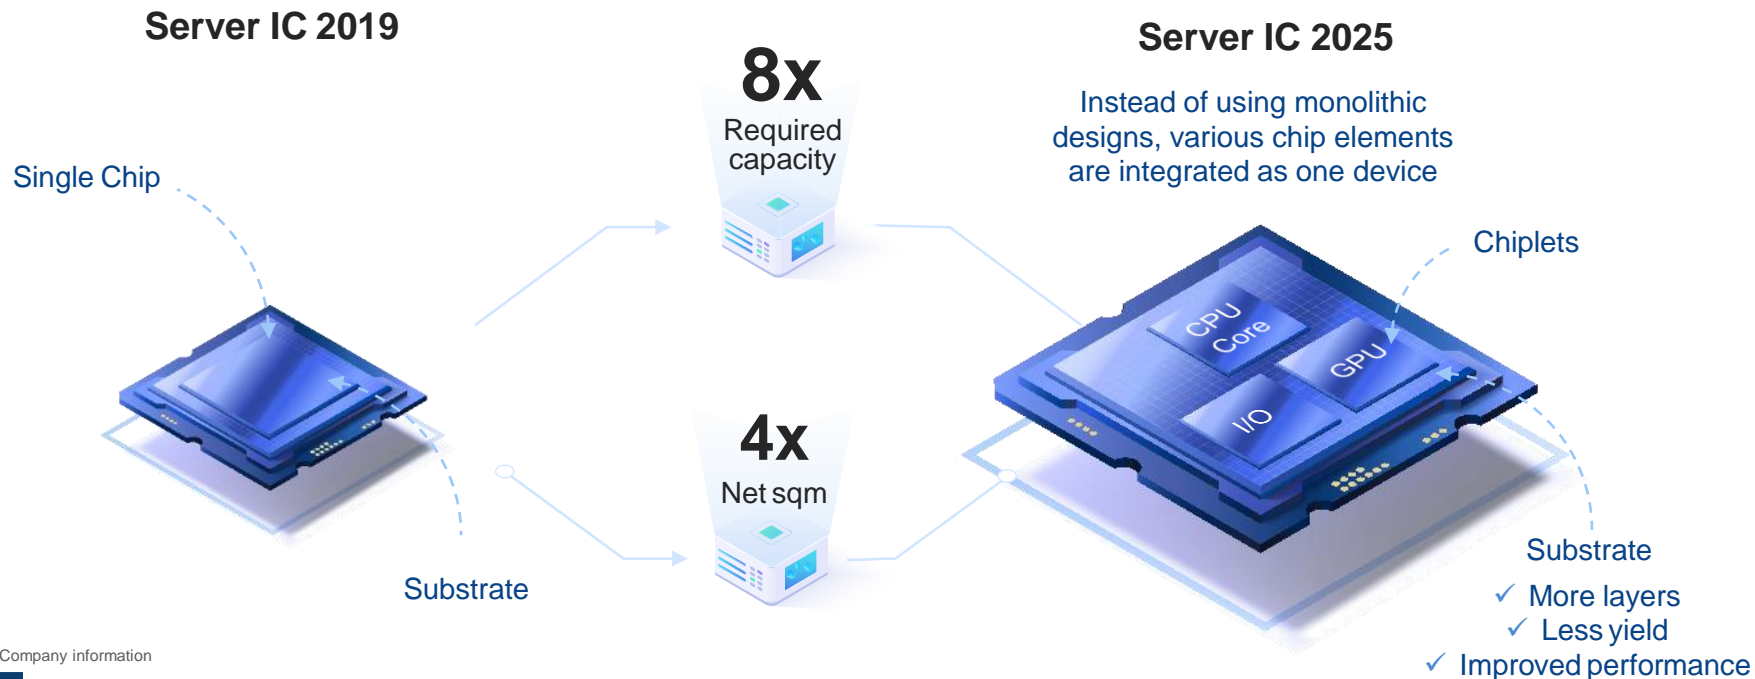 Server IC 2019
Single Chip
Substrate
8x
Required
capacity
4x
Net sqm
Server IC 2025
Instead of using monolithic
designs, various chip elements
are integrated as one device
Chiplets
CPU
Core
GPU
I/O
Substrate
✓ More layers
✓ Less yield
✓ Improved performance
Company information